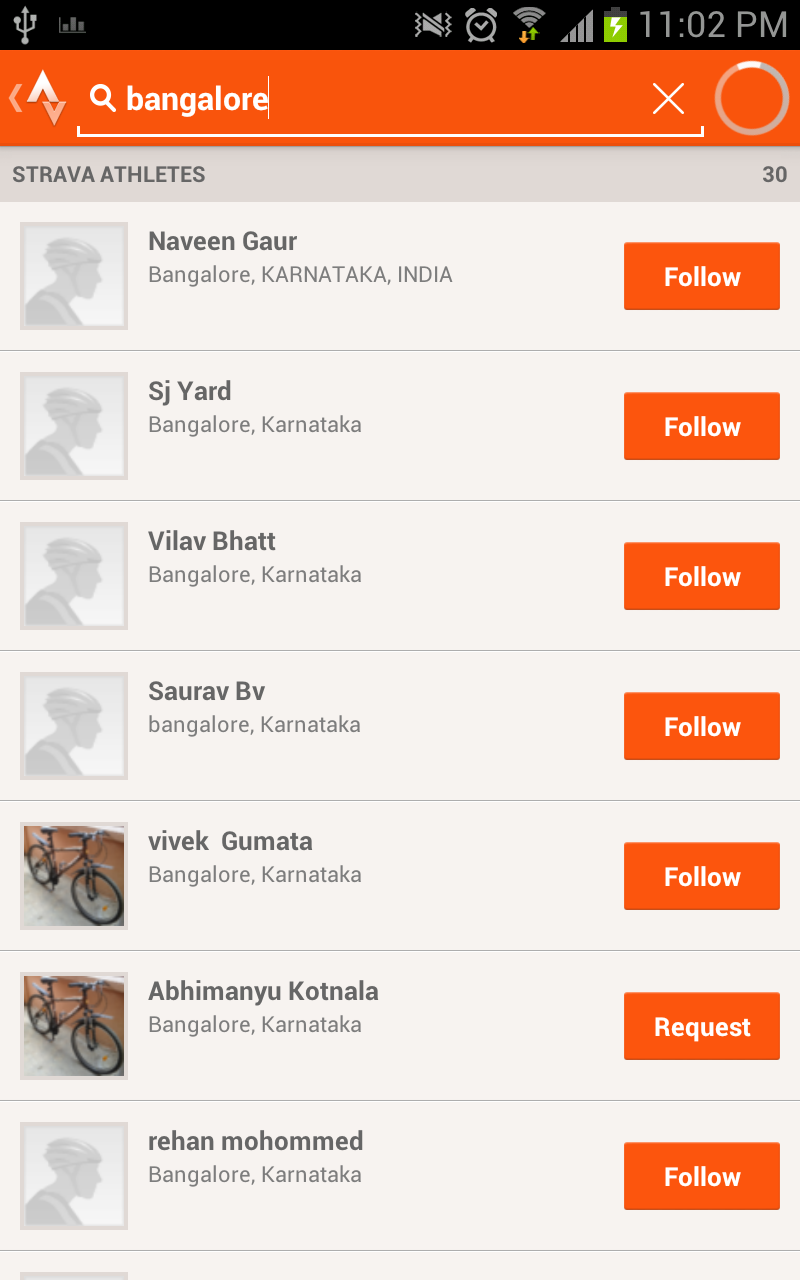 11:02 PM
bangalore
STRAVA ATHLETES 30
Naveen Gaur
Bangalore, KARNATAKA, INDIA
Follow
Sj Yard
Bangalore, Karnataka
Follow
Vilav Bhatt
Bangalore, Karnataka
Follow
Saurav Bv
bangalore, Karnataka
Follow
vivek  Gumata
Bangalore, Karnataka
Follow
Abhimanyu Kotnala
Bangalore, Karnataka
Request
rehan mohommed
Bangalore, Karnataka
Follow